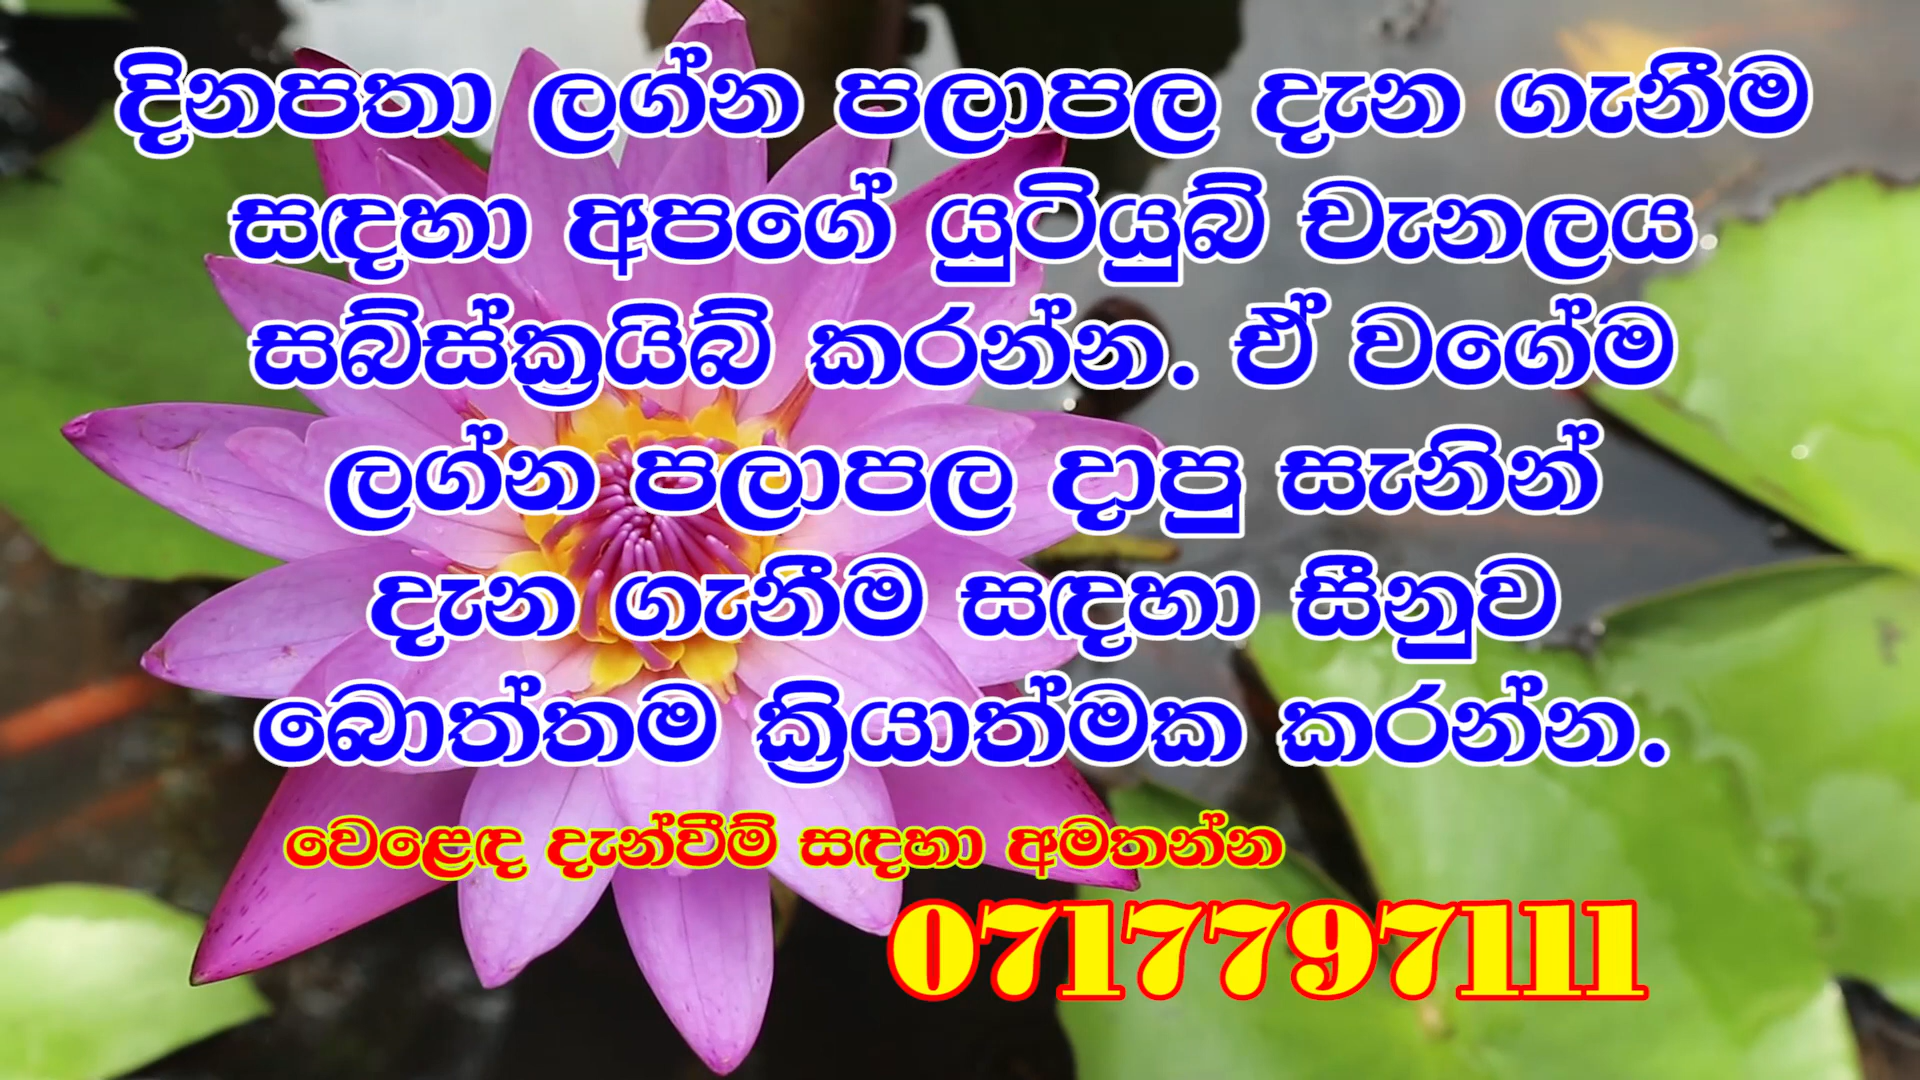 දිනපතා ලග්න පලාපල දැන ගැනීම
සඳහා අපගේ යුටියුබ් චැනලය
සබ්ස්ක්‍රයිබ් කරන්න. ඒ වගේම
ලග්න පලාපල දාපු සැනින්
දැන ගැනීම සඳහා සීනුව
බොත්තම ක්‍රියාත්මක කරන්න.
වෙළෙඳ දැන්වීම් සඳහා අමතන්න
0717797111